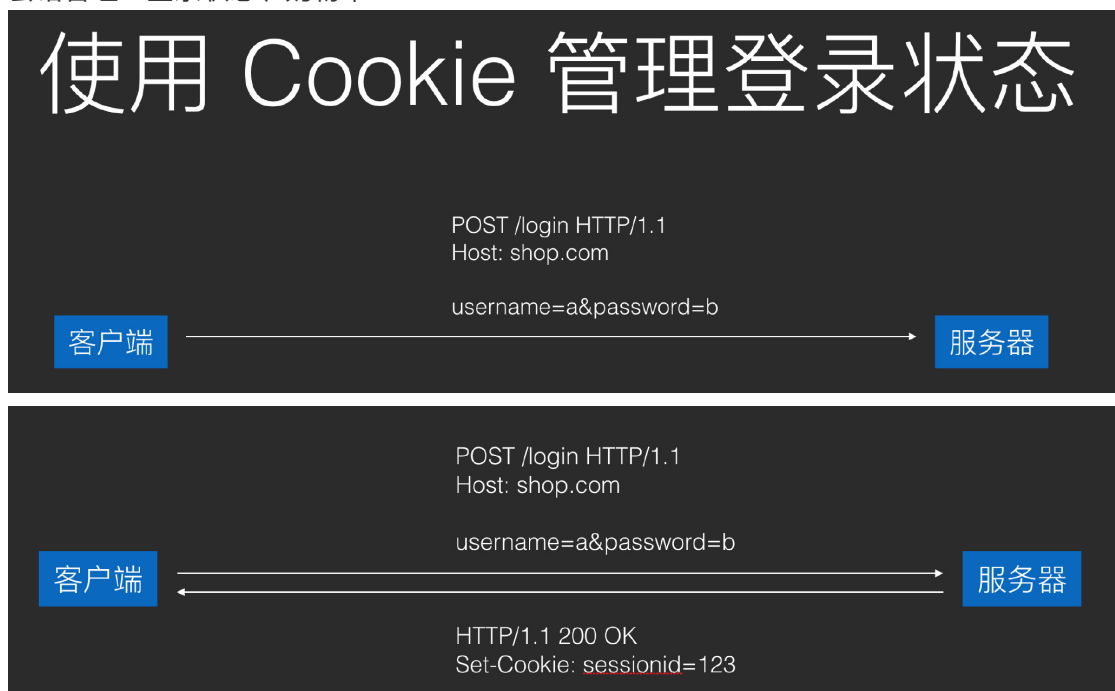 使用 Cookie 管理登录状态
POST /login HTTP/1.1
Host: shop.com
username=a&password=b
客户端
服务器
POST /login HTTP/1.1
Host: shop.com
username=a&password=b
客户端
服务器
HTTP/1.1 200 OK
Set-Cookie: sessionid=123